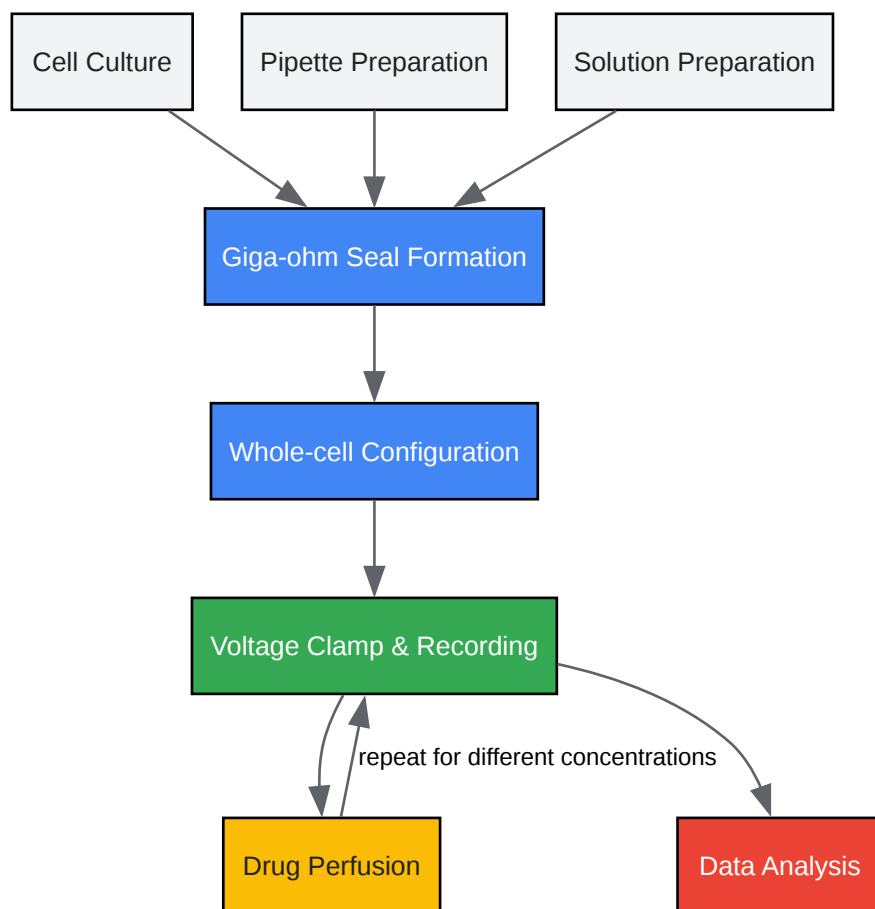 Cell Culture
Pipette Preparation
Solution Preparation
Giga-ohm Seal Formation
Whole-cell Configuration
Voltage Clamp & Recording
repeat for different concentrations
Drug Perfusion
Data Analysis